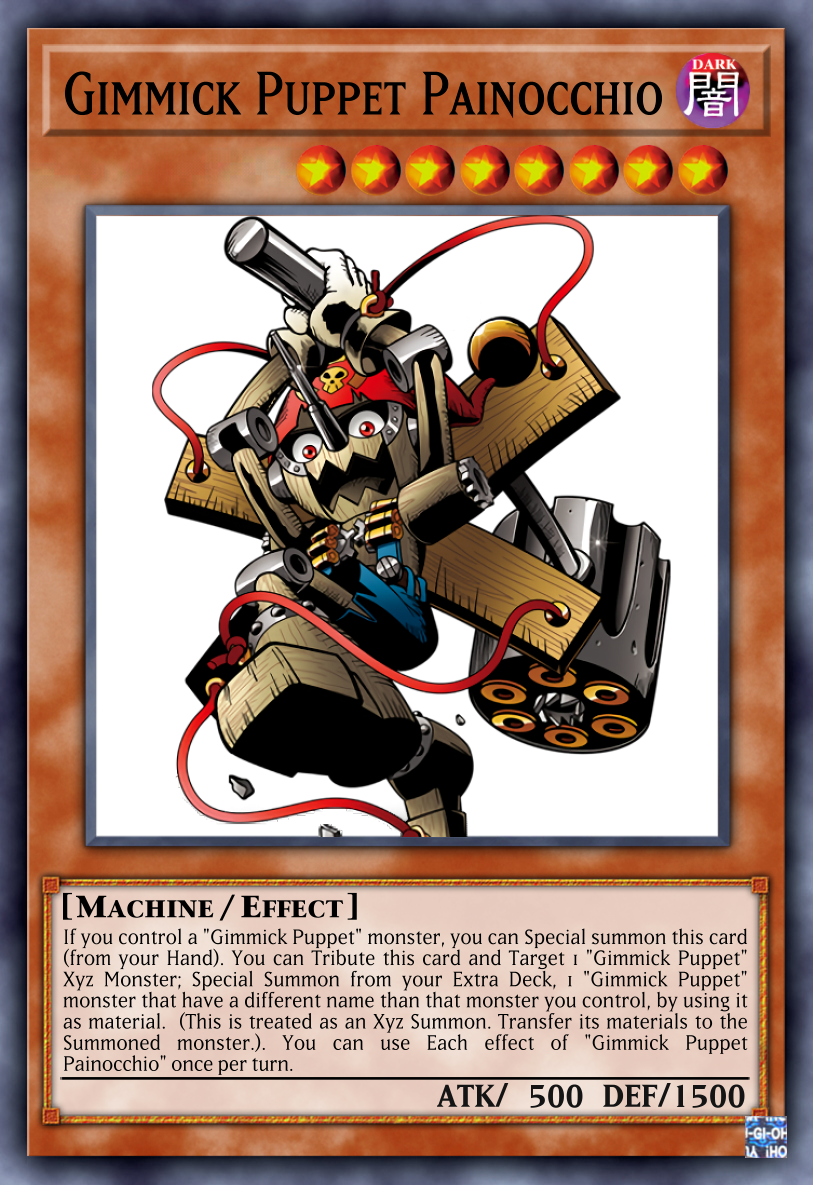 Gimmick Puppet Painocchio
DARK
闇
[Machine / Effect]
If you control a "Gimmick Puppet" monster, you can Special summon this card
(from your Hand). You can Tribute this card and Target 1 "Gimmick Puppet"
Xyz Monster; Special Summon from your Extra Deck, 1 "Gimmick Puppet"
monster that have a different name than that monster you control, by using it
as material. (This is treated as an Xyz Summon. Transfer its materials to the
Summoned monster.). You can use Each effect of "Gimmick Puppet
Painocchio" once per turn.
ATK/ 500 DEF/1500
I-GI-OH